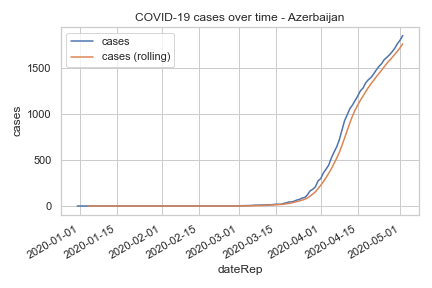 COVID-19 cases over time - Azerbaijan
cases
cases (rolling)
1500
1000
500
0
cases
2020-01-01
2020-01-15
2020-02-01
2020-02-15
2020-03-01
2020-03-15
2020-04-01
2020-04-15
2020-05-01
dateRep